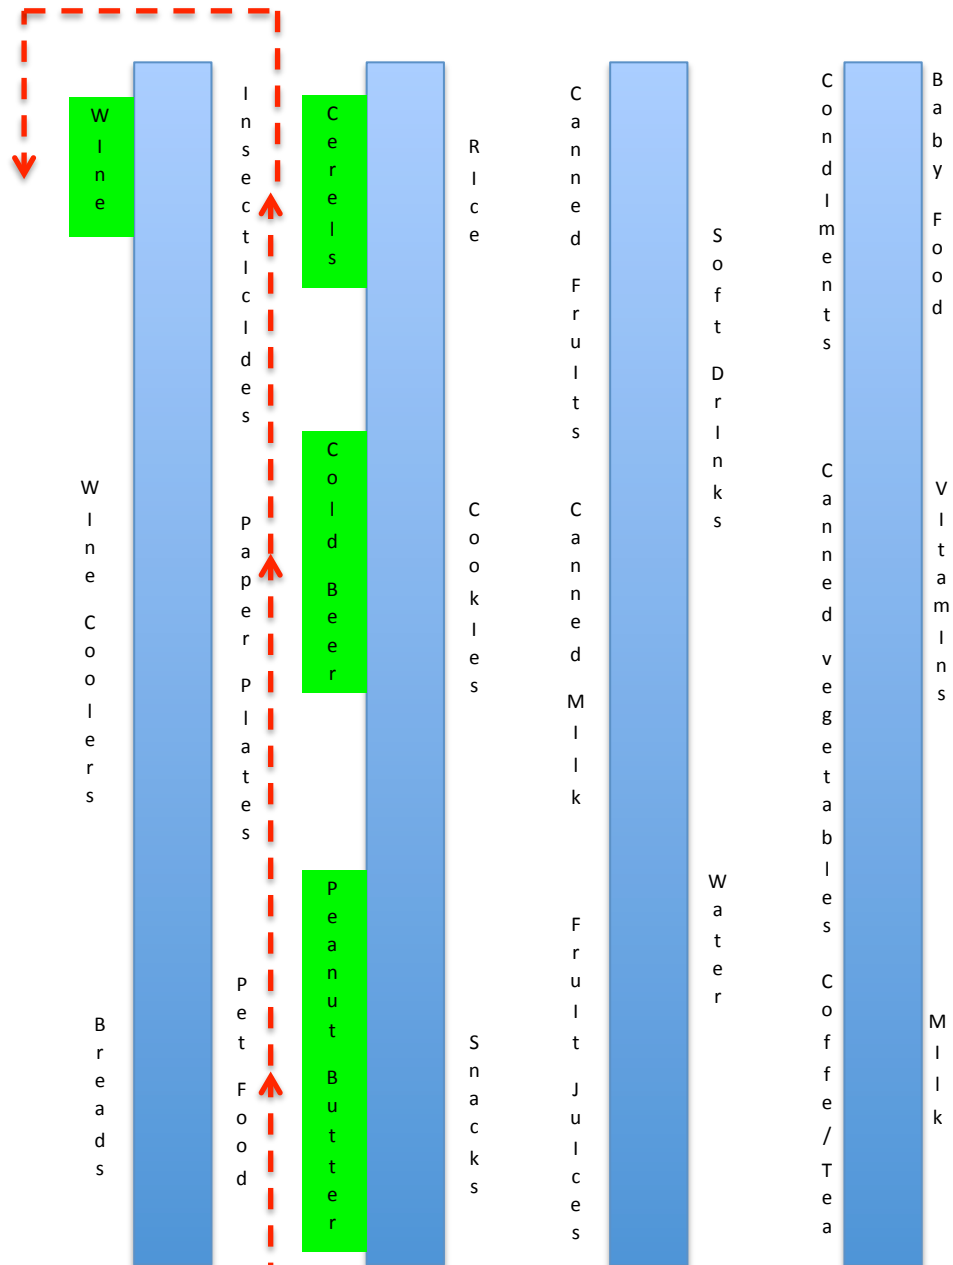 WIne
InsectIcIdes
Cerels
RIce
Canned FruIts
Soft DrInks
CondIments
Baby Food
WIne Coolers
Paper Plates
Cold Beer
CookIes
Canned MIlk
Canned vegetables
VItamIns
Breads
Pet Food
Peanut Butter
Snacks
FruIt JuIces
Water
Coffe/Tea
MIlk